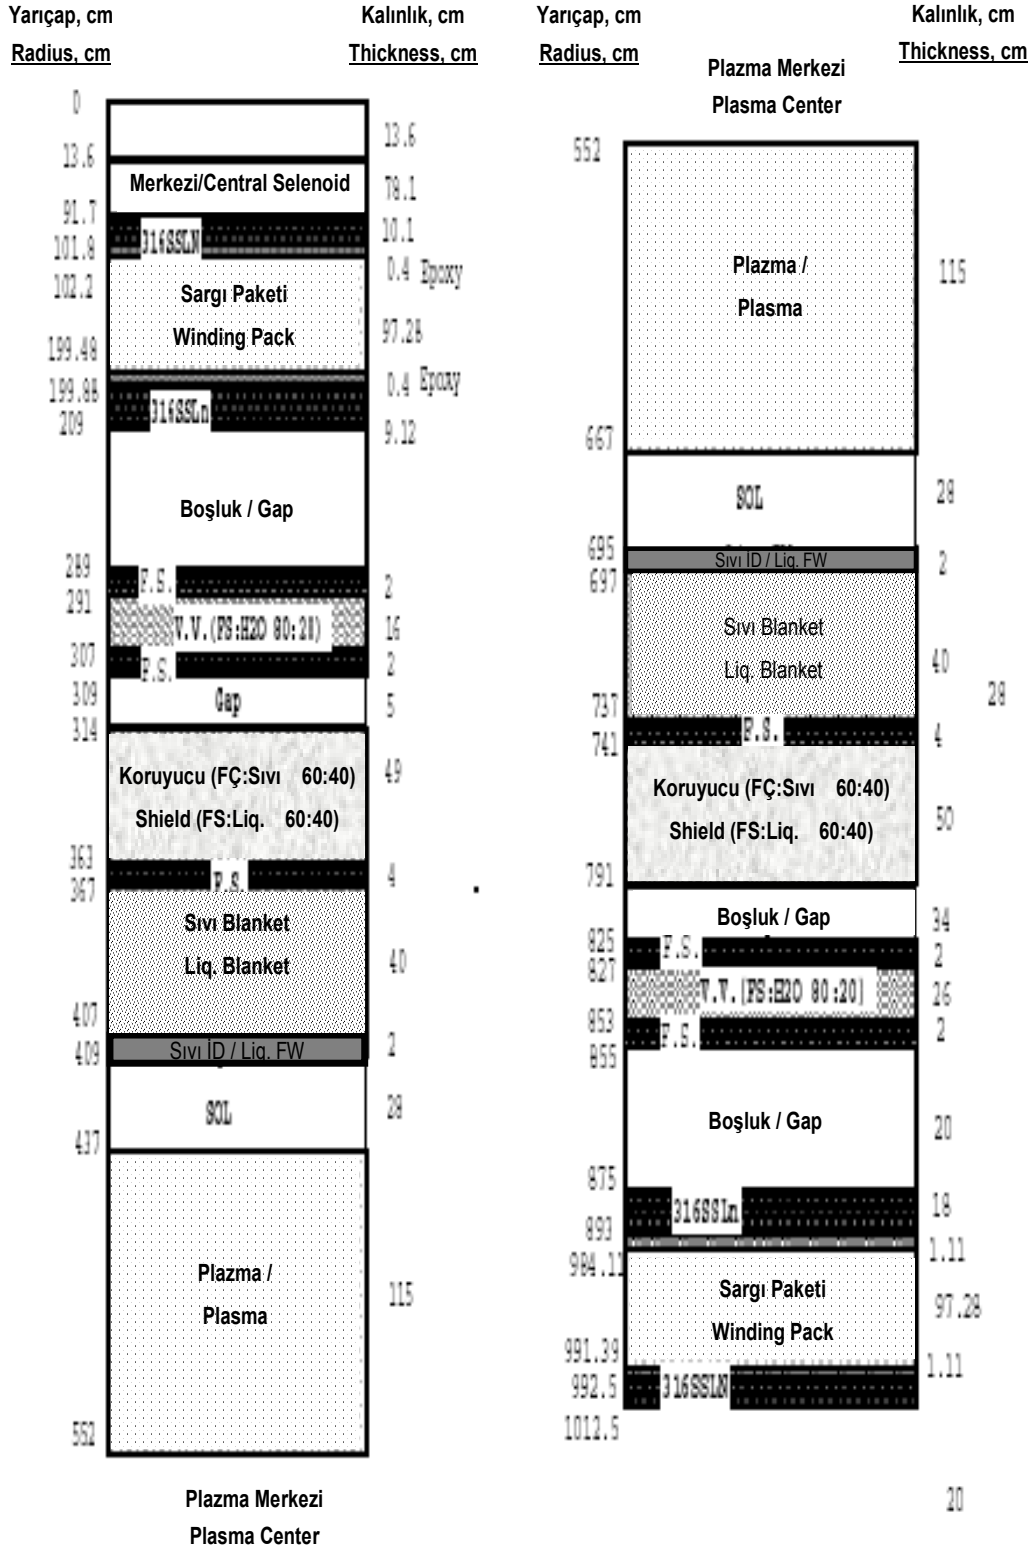 Yarıçap, cm
Radius, cm
Kalınlık, cm
Thickness, cm
0
13.6
13.6
Merkezi/Central Selenoid
78.1
91.7
316SSLN
10.1
101.8
0.4 Epoxy
102.2
Sargı Paketi
Winding Pack
97.28
199.48
0.4 Epoxy
199.88
316SSLn
209
9.12
Boşluk / Gap
289
F.S.
2
291
V.V.(FS:H2O 80:20)
16
307
F.S.
2
309
Gap
5
314
Koruyucu (FÇ:Sıvı 60:40)
Shield (FS:Liq. 60:40)
49
363
F.S.
4
367
Sıvı Blanket
Liq. Blanket
40
407
Sıvı İD / Liq. FW
2
409
SOL
28
437
Plazma /
Plasma
115
552
Plazma Merkezi
Plasma Center
Yarıçap, cm
Radius, cm
Kalınlık, cm
Thickness, cm
Plazma Merkezi
Plasma Center
552
Plazma /
Plasma
115
667
SOL
28
695
Sıvı İD / Liq. FW
2
697
Sıvı Blanket
Liq. Blanket
40
28
737
F.S.
4
741
Koruyucu (FÇ:Sıvı 60:40)
Shield (FS:Liq. 60:40)
50
791
Boşluk / Gap
34
825
F.S.
2
827
V.V.(FS:H2O 80:20)
26
853
F.S.
2
855
Boşluk / Gap
20
875
316SSLn
18
893
1.11
984.11
Sargı Paketi
Winding Pack
97.28
991.39
1.11
992.5
316SSLN
1012.5
20